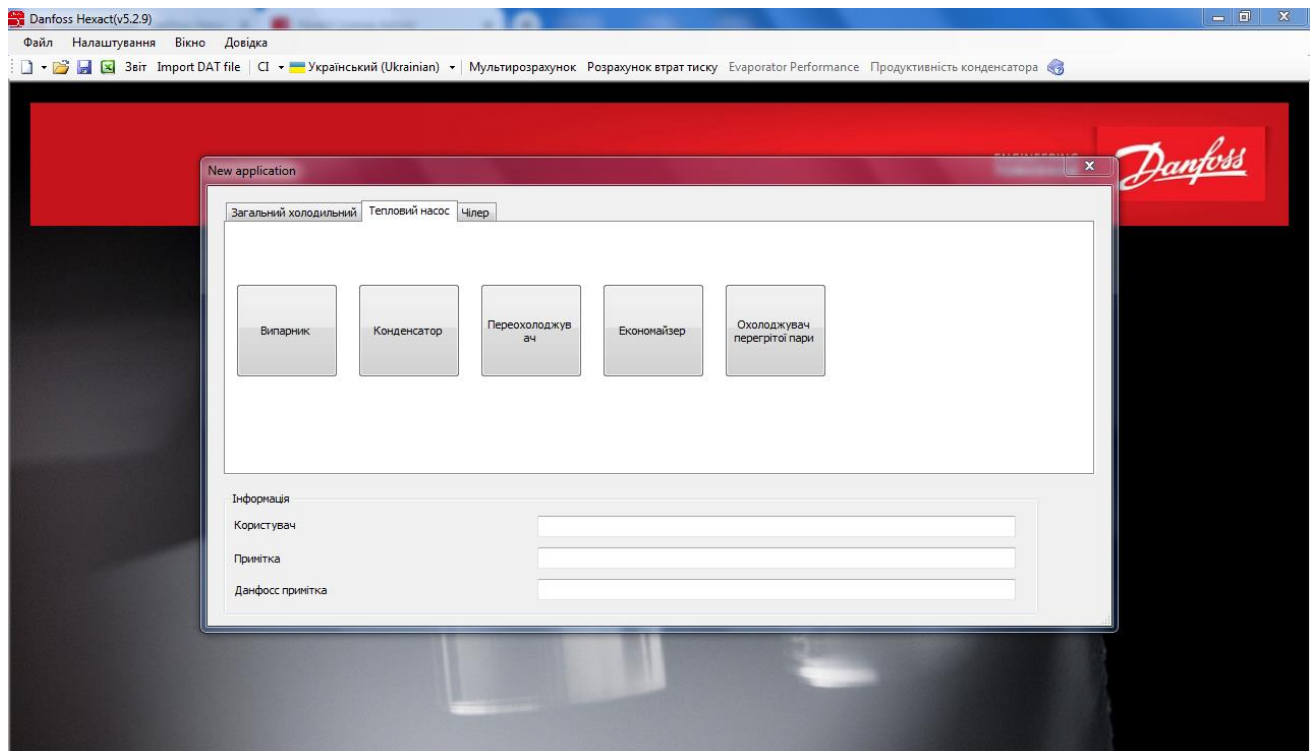 Danfoss Hexact(v5.2.9)
Файл Налаштування Вікно Довідка
Звіт Import DAT file CI Український (Ukrainian) Мультирозрахунок Розрахунок втрат тиску Evaporator Performance Продуктивність конденсатора
Danfoss
New application
Загальний холодильний Тепловий насос Чілер
Випарник
Конденсатор
Переохолоджув
ач
Економайзер
Охолоджувач
перегрітої пари
Інформація
Користувач
Примітка
Данфосс примітка